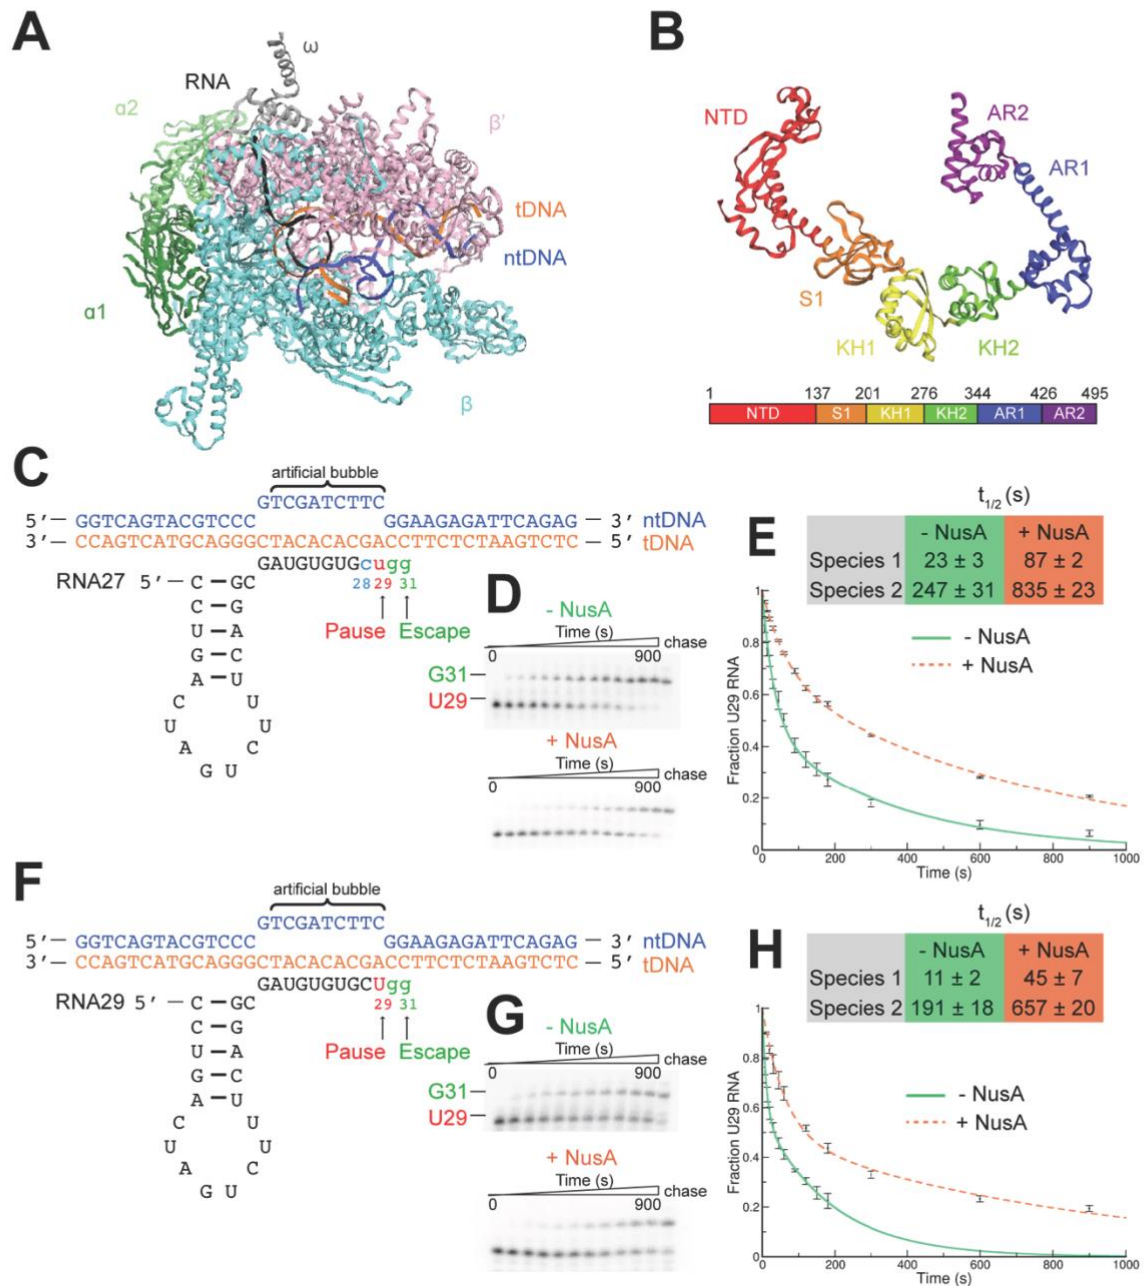 A
ω
RNA
α2
β'
tDNA
ntDNA
α1
β
B
NTD
AR2
AR1
S1
KH1
KH2
1 137 201 276 344 426 495
NTD S1 KH1 KH2 AR1 AR2
C
artificial bubble
GTCGATCTTC
5′— GGTCAGTACGTCCC GGAAGAGATTCAGAG — 3′ ntDNA
3′— CCAGTCATGCAGGGCTACACACGACCTTCTCTAAGTCTC — 5′ tDNA
GAUGUGUGcugg
RNA27 5′— C — GC
28 29 31
C — G
U — A
Pause Escape
G — C
A — U
C U
U U
A C
G U
D
- NusA
Time (s)
0 900 chase
G31
U29
+ NusA
Time (s)
0 900 chase
E
t1/2 (s)
- NusA + NusA
Species 1 23 ± 3 87 ± 2
Species 2 247 ± 31 835 ± 23
- NusA
+ NusA
Fraction U29 RNA
1
0.8
0.6
0.4
0.2
0
0 200 400 600 800 1000
Time (s)
F
artificial bubble
GTCGATCTTC
5′— GGTCAGTACGTCCC GGAAGAGATTCAGAG — 3′ ntDNA
3′— CCAGTCATGCAGGGCTACACACGACCTTCTCTAAGTCTC — 5′ tDNA
GAUGUGUGCUgg
RNA29 5′— C — GC
29 31
C — G
U — A
Pause Escape
G — C
A — U
C U
U U
A C
G U
G
- NusA
Time (s)
0 900 chase
G31
U29
+ NusA
Time (s)
0 900 chase
H
t1/2 (s)
- NusA + NusA
Species 1 11 ± 2 45 ± 7
Species 2 191 ± 18 657 ± 20
- NusA
+ NusA
Fraction U29 RNA
1
0.8
0.6
0.4
0.2
0
0 200 400 600 800 1000
Time (s)